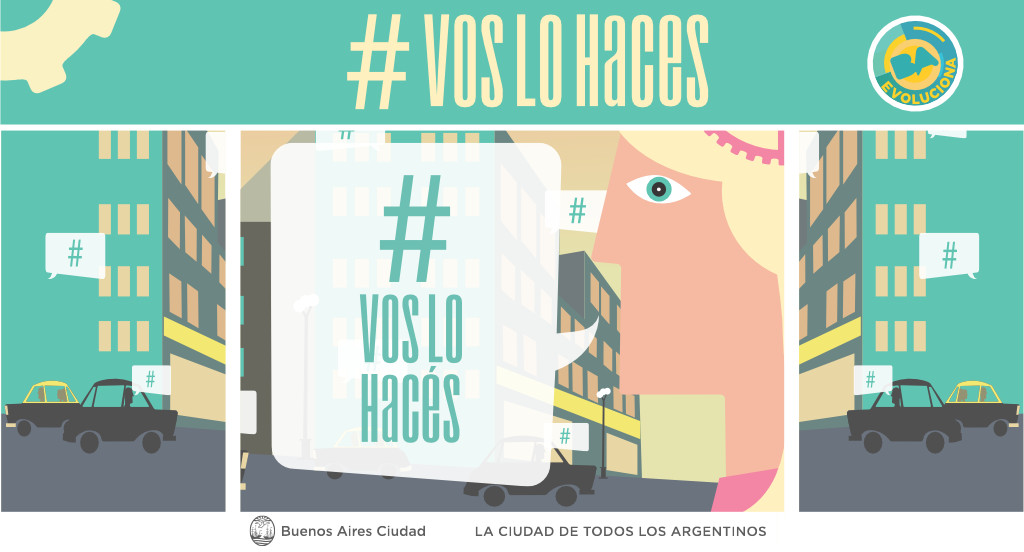 # VOS LO HaceS
EVOLUCIONA
#
#
#
VOS LO
HacéS
#
#
#
#
#
Buenos Aires Ciudad
LA CIUDAD DE TODOS LOS ARGENTINOS